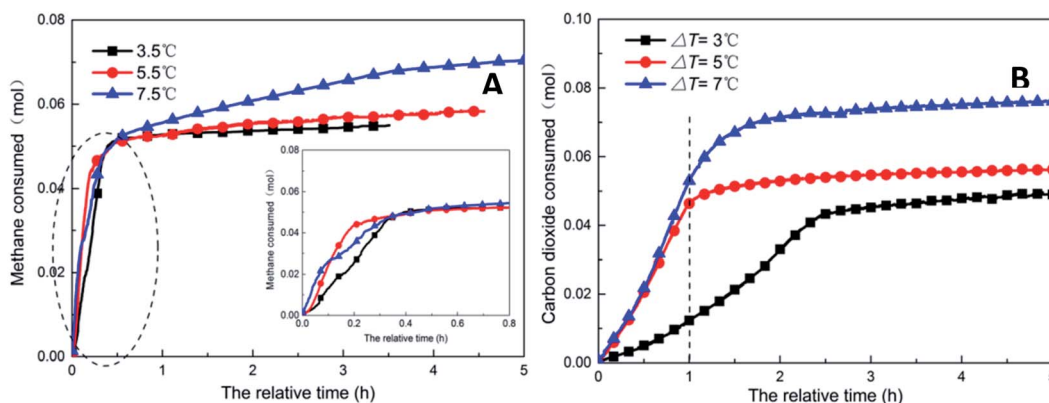 0.08
0.06
0.04
0.02
0.00
Methane consumed (mol)
3.5℃
5.5℃
7.5℃
A
0.06
0.04
0.02
0.00
Methane consumed (mol)
0.0 0.2 0.4 0.6 0.8
The relative time (h)
0 1 2 3 4 5
The relative time (h)
0.10
0.08
0.06
0.04
0.02
0.00
Carbon dioxide consumed (mol)
△T= 3℃
△T= 5℃
△T= 7℃
B
0 1 2 3 4 5
The relative time (h)